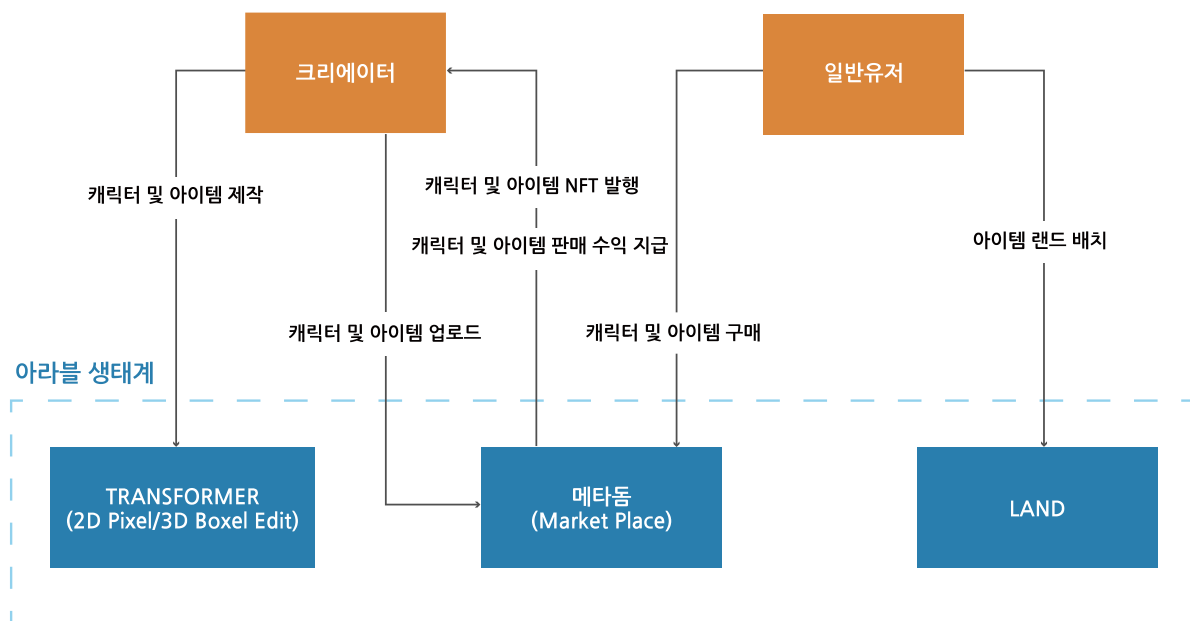 크리에이터
일반유저
캐릭터 및 아이템 제작
캐릭터 및 아이템 NFT 발행
캐릭터 및 아이템 판매 수익 지급
아이템 랜드 배치
캐릭터 및 아이템 업로드
캐릭터 및 아이템 구매
아라블 생태계
TRANSFORMER
(2D Pixel/3D Boxel Edit)
메타돔
(Market Place)
LAND